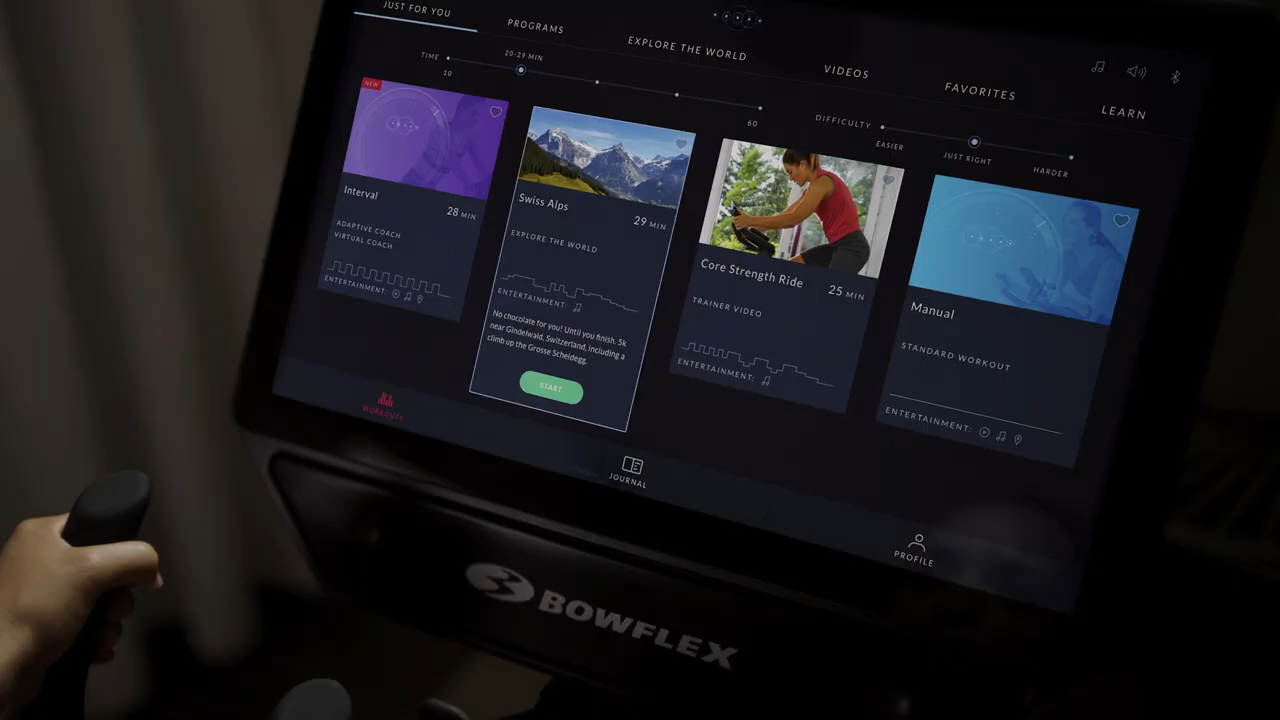 JUST FOR YOU
PROGRAMS
EXPLORE THE WORLD
VIDEOS
FAVORITES
LEARN
TIME
20-29 MIN
10
60
DIFFICULTY
EASIER
JUST RIGHT
HARDER
NEW
Interval
28 MIN
ADAPTIVE COACH
VIRTUAL COACH
ENTERTAINMENT:
Swiss Alps
29 MIN
EXPLORE THE WORLD
ENTERTAINMENT:
No chocolate for you! Until you finish. 5k
near Gindelwald, Switzerland, including a
climb up the Grosse Scheidegg.
START
Core Strength Ride
25 MIN
TRAINER VIDEO
ENTERTAINMENT:
Manual
STANDARD WORKOUT
ENTERTAINMENT:
WORKOUTS
JOURNAL
PROFILE
BOWFLEX